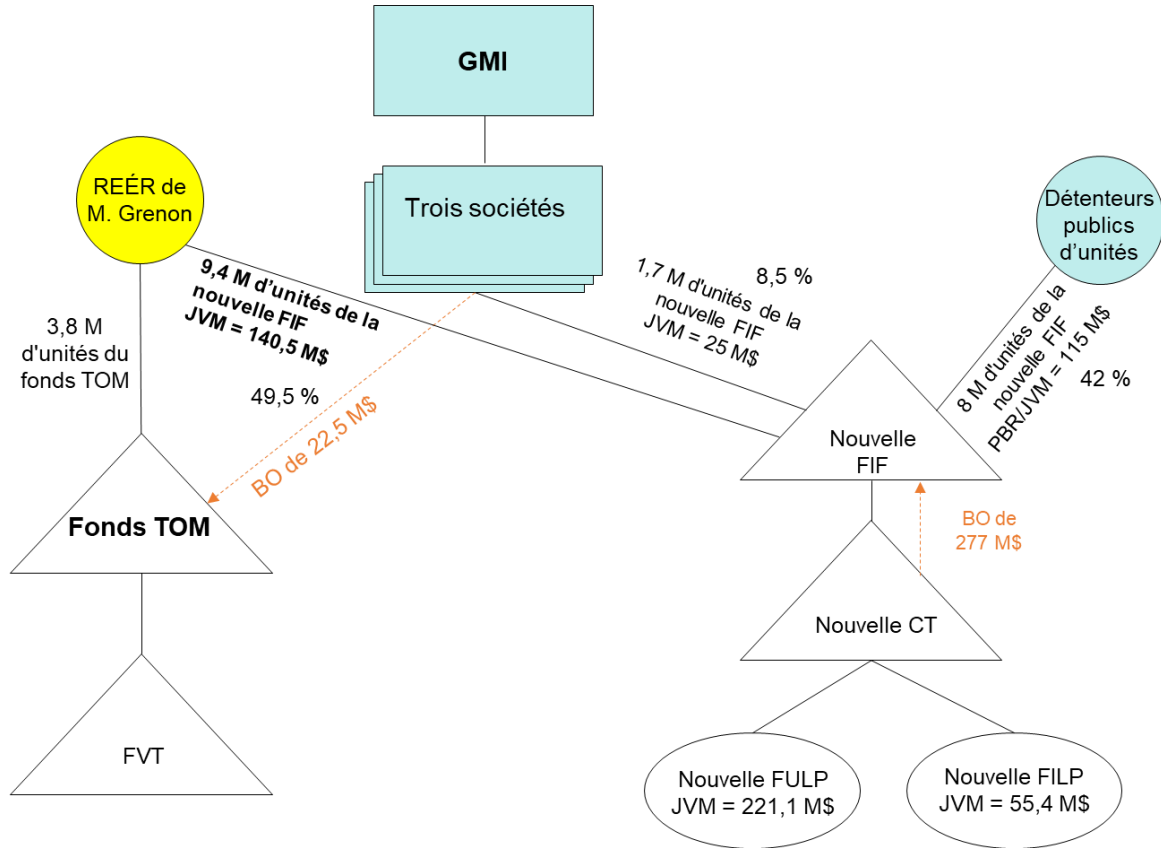 GMI
REÉR de
M. Grenon
Trois sociétés
Détenteurs
publics
d'unités
9,4 M d'unités de la
nouvelle FIF
JVM = 140,5 M$
49,5 %
1,7 M d'unités de la
nouvelle FIF
JVM = 25 M$
8,5 %
8 M d'unités de la
nouvelle FIF
PBR/JVM = 115 M$
42 %
3,8 M
d'unités du
fonds TOM
BO de 22,5 M$
Nouvelle
FIF
Fonds TOM
BO de
277 M$
Nouvelle CT
FVT
Nouvelle FULP
JVM = 221,1 M$
Nouvelle FILP
JVM = 55,4 M$